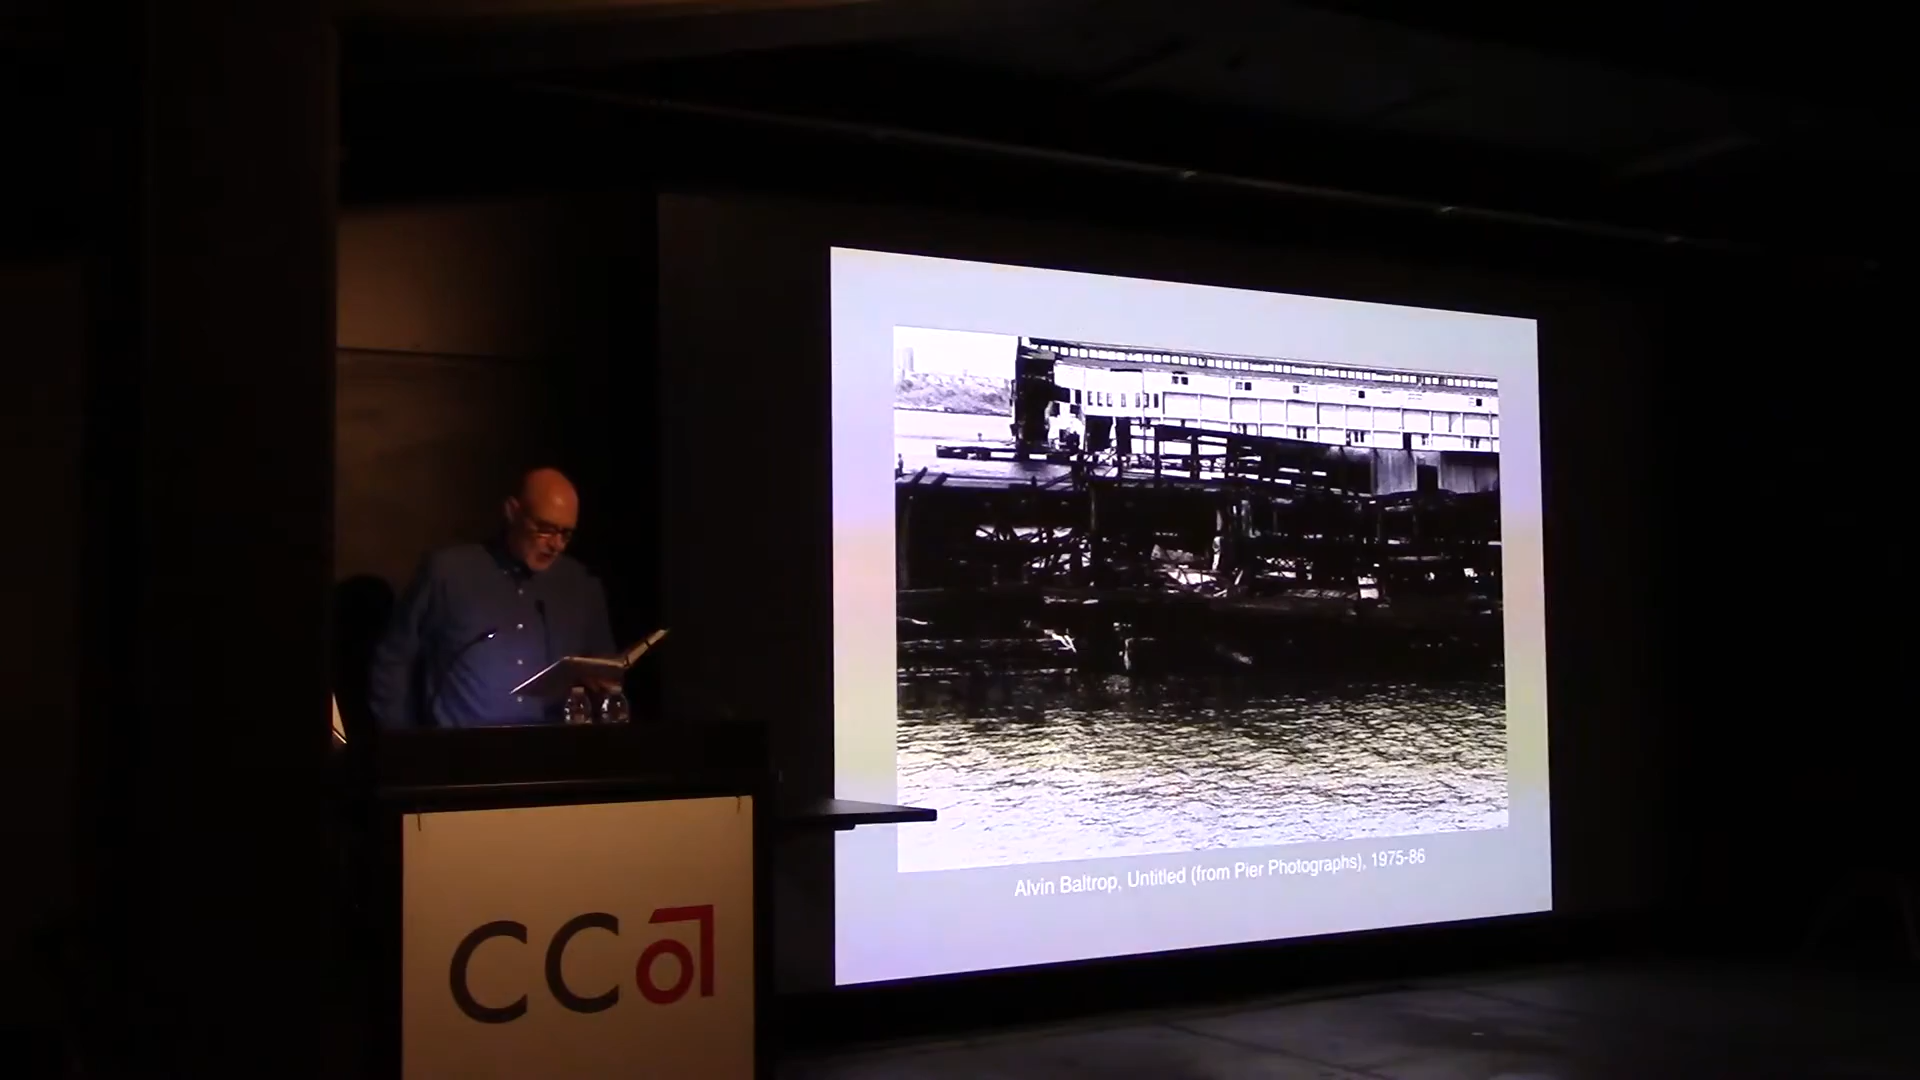 Alvin Baltrop, Untitled (from Pier Photographs), 1975-86
CCA